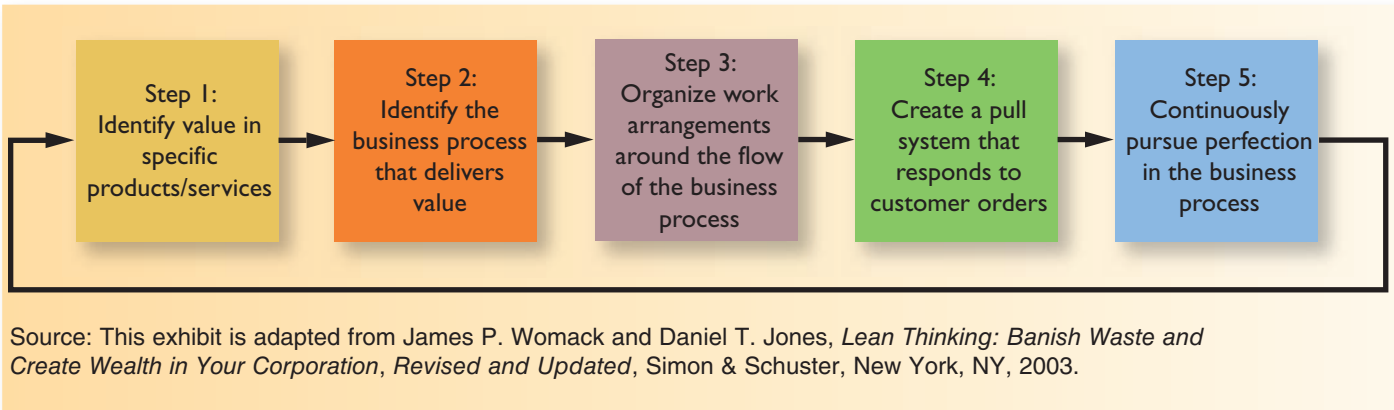 Step 1:
Identify value in
specific
products/services
Step 2:
Identify the
business process
that delivers
value
Step 3:
Organize work
arrangements
around the flow
of the business
process
Step 4:
Create a pull
system that
responds to
customer orders
Step 5:
Continuously
pursue perfection
in the business
process
Source: This exhibit is adapted from James P. Womack and Daniel T. Jones, Lean Thinking: Banish Waste and
Create Wealth in Your Corporation, Revised and Updated, Simon & Schuster, New York, NY, 2003.